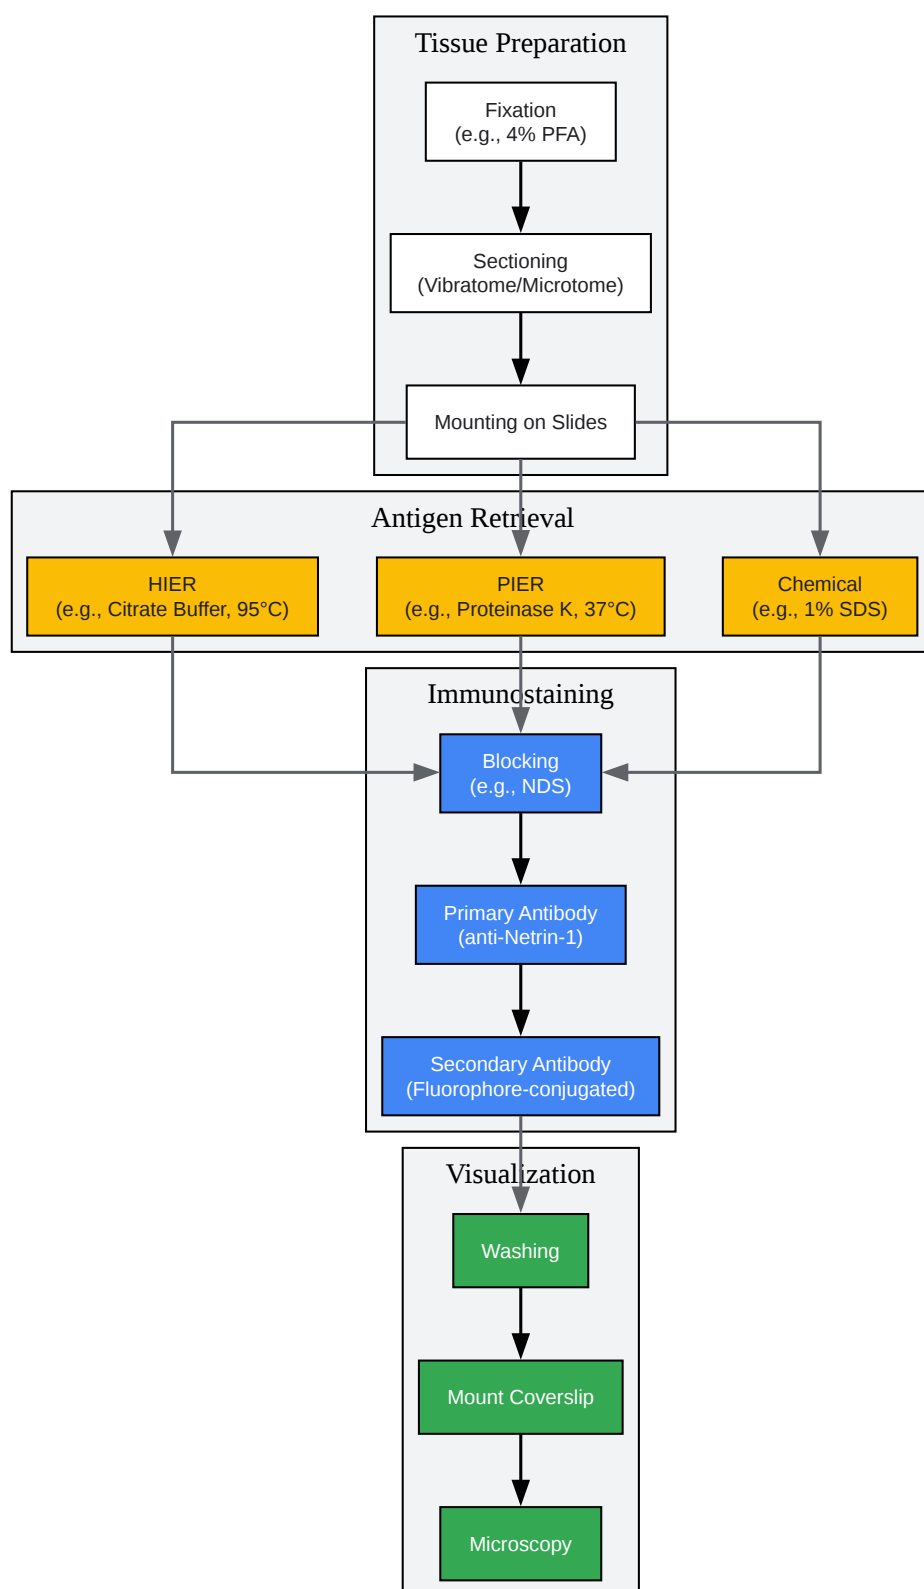 Tissue Preparation
Fixation
(e.g., 4% PFA)
Sectioning
(Vibratome/Microtome)
Mounting on Slides
Antigen Retrieval
HIER
(e.g., Citrate Buffer, 95°C)
PIER
(e.g., Proteinase K, 37°C)
Chemical
(e.g., 1% SDS)
Immunostaining
Blocking
(e.g., NDS)
Primary Antibody
(anti-Netrin-1)
Secondary Antibody
(Fluorophore-conjugated)
Visualization
Washing
Mount Coverslip
Microscopy